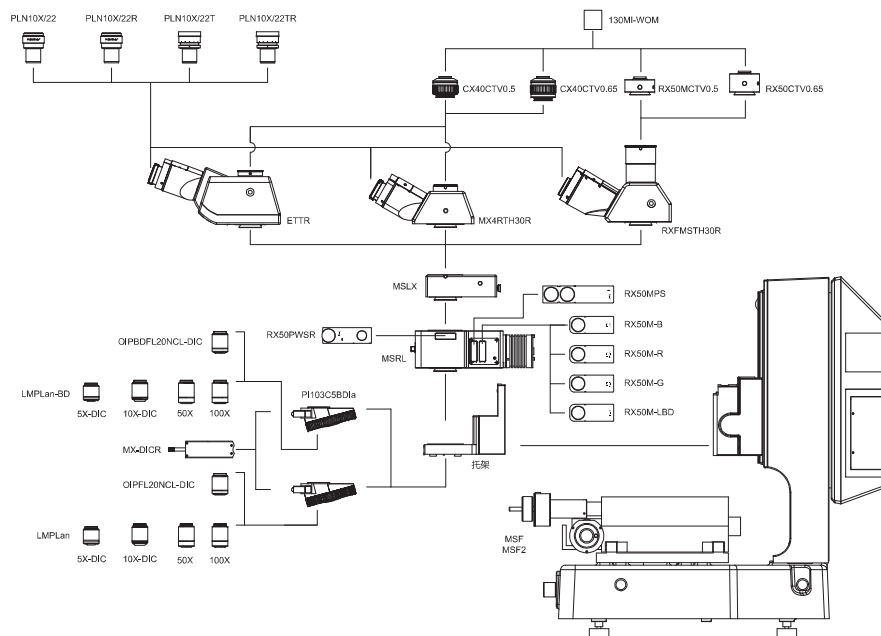 PLN10X/22
PLN10X/22R
PLN10X/22T
PLN10X/22TR
130MI-WOM
CX40CTV0.5
CX40CTV0.65
RX50MCTV0.5
RX50CTV0.65
ETTR
MX4RTH30R
RXFMSTH30R
MSLX
RX50MPS
RX50PWSR
MSRL
RX50M-B
RX50M-R
RX50M-G
RX50M-LBD
OIPBDFL20NCL-DIC
LMPLan-BD
5X-DIC
10X-DIC
50X
100X
PI103C5BDIa
MX-DICR
托架
OIPFL20NCL-DIC
LMPLan
5X-DIC
10X-DIC
50X
100X
MSF
MSF2